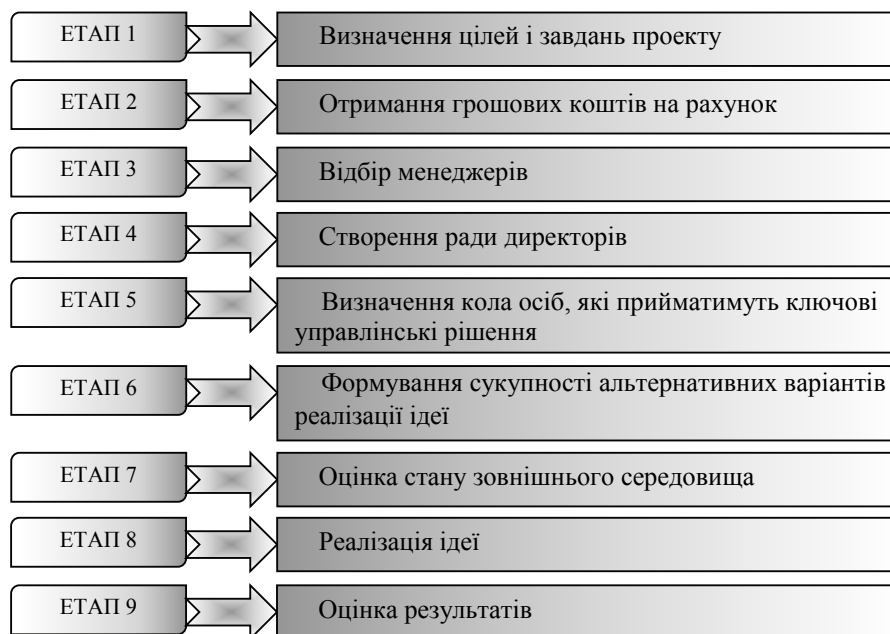 ЕТАП 1
Визначення цілей і завдань проекту
ЕТАП 2
Отримання грошових коштів на рахунок
ЕТАП 3
Відбір менеджерів
ЕТАП 4
Створення ради директорів
ЕТАП 5
Визначення кола осіб, які прийматимуть ключові
управлінські рішення
ЕТАП 6
Формування сукупності альтернативних варіантів
реалізації ідеї
ЕТАП 7
Оцінка стану зовнішнього середовища
ЕТАП 8
Реалізація ідеї
ЕТАП 9
Оцінка результатів